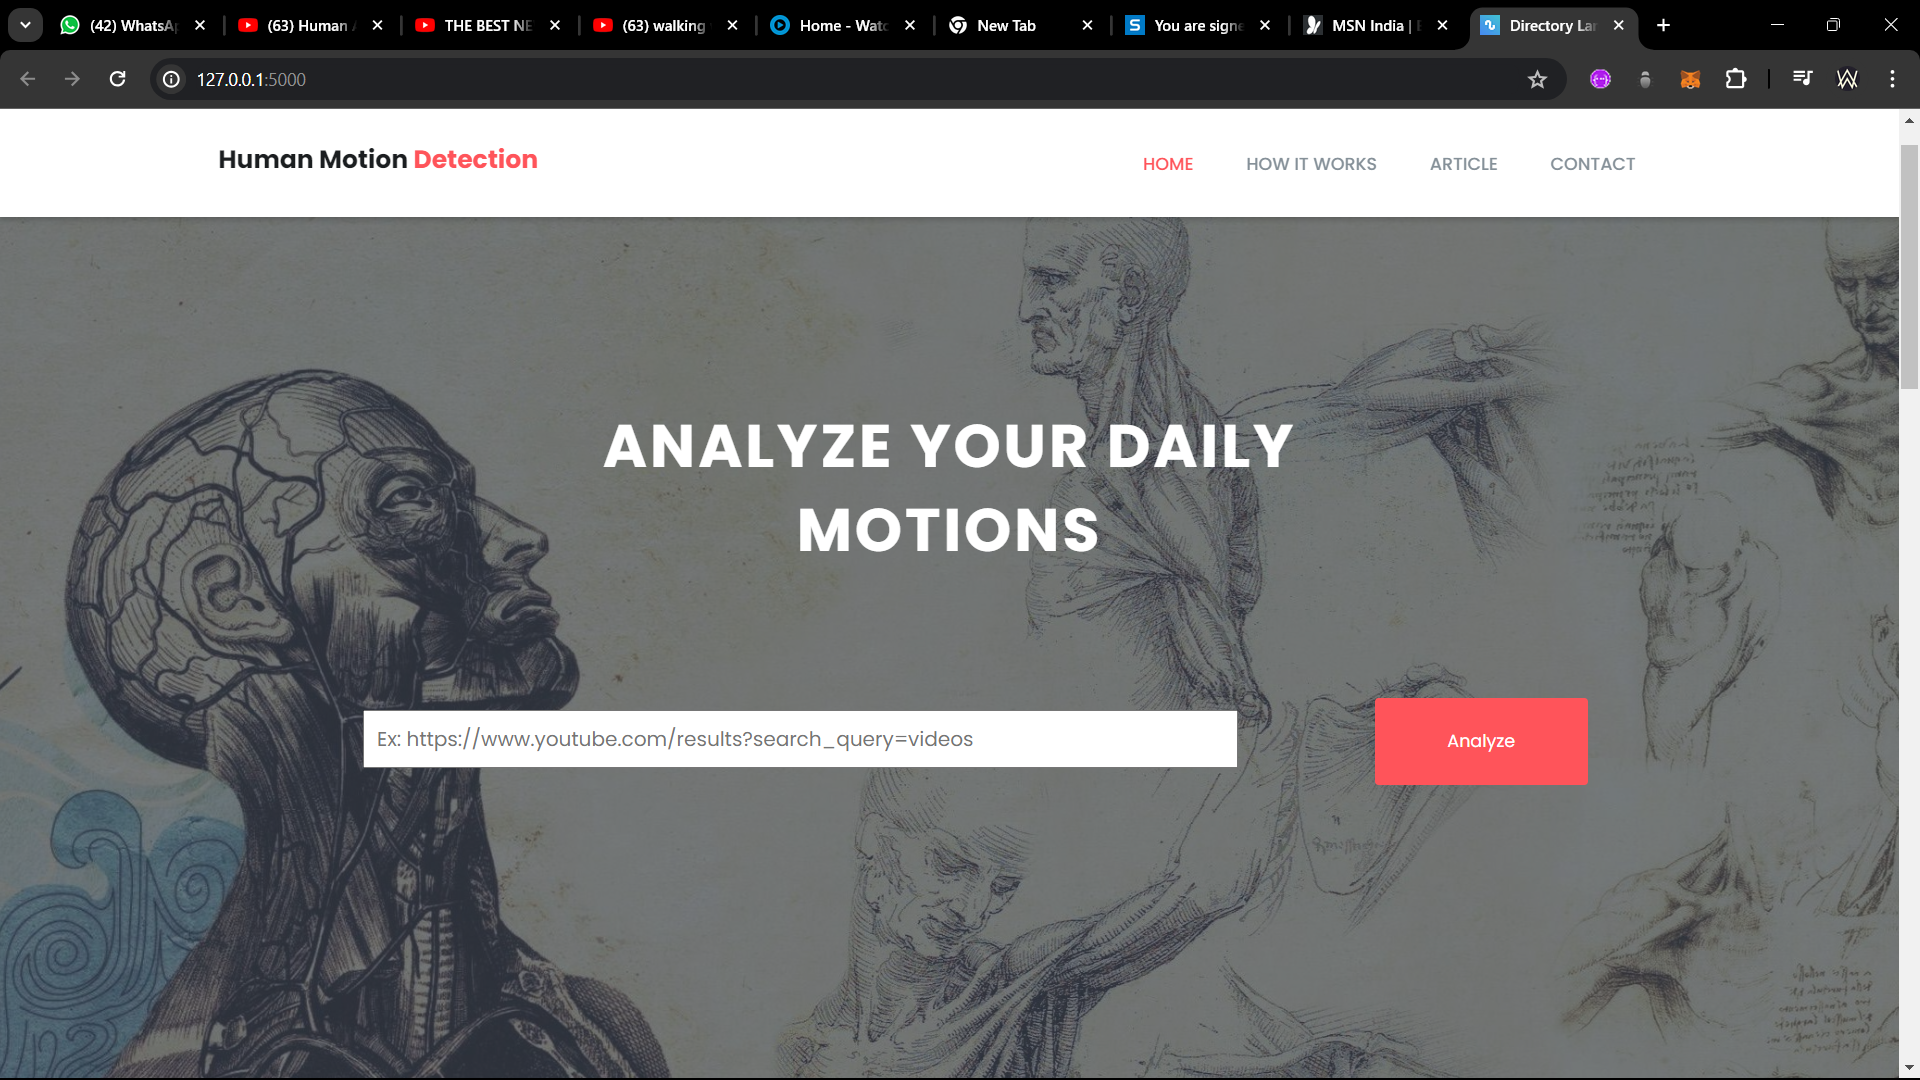 (42) WhatsA
(63) Human
THE BEST NE
(63) walking
Home - Watc
New Tab
You are signe
MSN India |
Directory Lan
127.0.0.1:5000
Human Motion Detection
HOME
HOW IT WORKS
ARTICLE
CONTACT
ANALYZE YOUR DAILY
MOTIONS
Ex: https://www.youtube.com/results?search_query=videos
Analyze